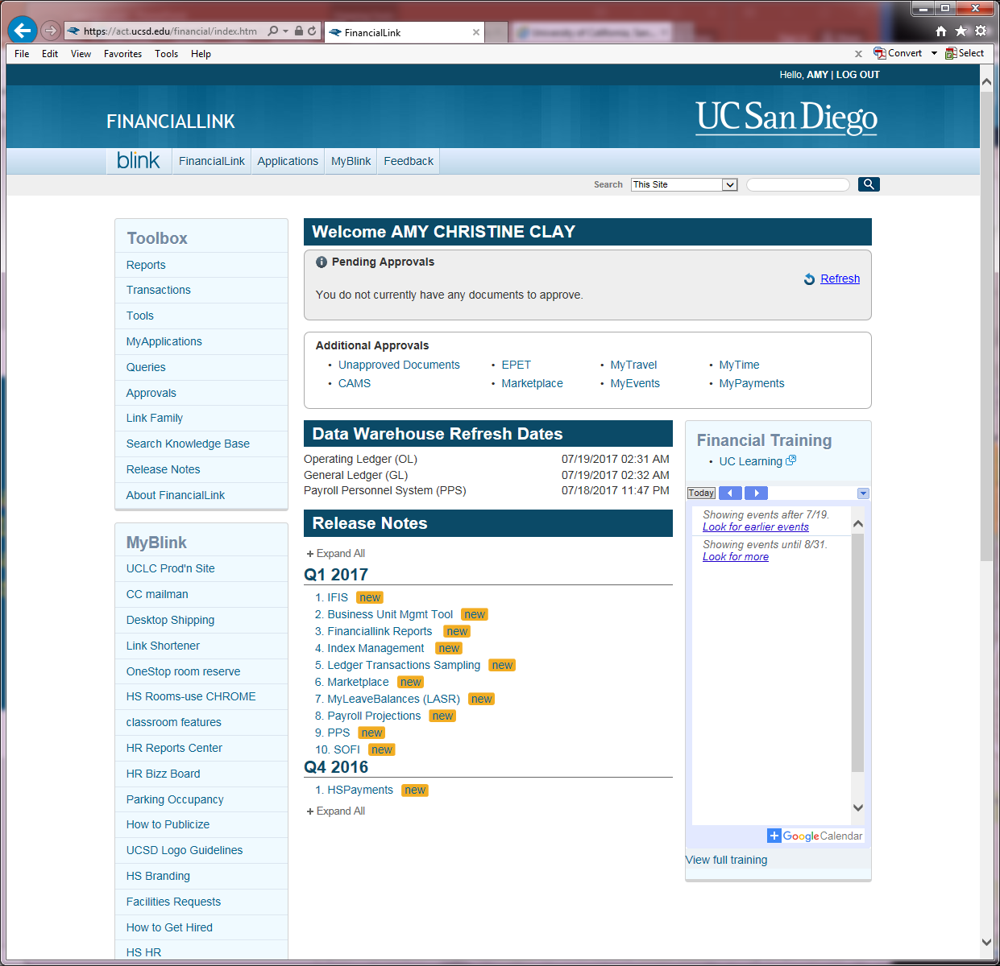 https://act.ucsd.edu/financial/index.htm
FinancialLink
File Edit View Favorites Tools Help
x Convert Select
Hello, AMY | LOG OUT
FINANCIALLINK
UC San Diego
blink FinancialLink Applications MyBlink Feedback
Search This Site
Toolbox
Reports
Transactions
Tools
MyApplications
Queries
Approvals
Link Family
Search Knowledge Base
Release Notes
About FinancialLink
MyBlink
UCLC Prod'n Site
CC mailman
Desktop Shipping
Link Shortener
OneStop room reserve
HS Rooms-use CHROME
classroom features
HR Reports Center
HR Bizz Board
Parking Occupancy
How to Publicize
UCSD Logo Guidelines
HS Branding
Facilities Requests
How to Get Hired
HS HR
Welcome AMY CHRISTINE CLAY
Pending Approvals
Refresh
You do not currently have any documents to approve.
Additional Approvals
• Unapproved Documents • EPET • MyTravel • MyTime
• CAMS • Marketplace • MyEvents • MyPayments
Data Warehouse Refresh Dates
Operating Ledger (OL) 07/19/2017 02:31 AM
General Ledger (GL) 07/19/2017 02:32 AM
Payroll Personnel System (PPS) 07/18/2017 11:47 PM
Release Notes
+ Expand All
Q1 2017
1. IFIS new
2. Business Unit Mgmt Tool new
3. Financiallink Reports new
4. Index Management new
5. Ledger Transactions Sampling new
6. Marketplace new
7. MyLeaveBalances (LASR) new
8. Payroll Projections new
9. PPS new
10. SOFI new
Q4 2016
1. HSPayments new
+ Expand All
Financial Training
• UC Learning
Today
Showing events after 7/19.
Look for earlier events
Showing events until 8/31.
Look for more
+ Google Calendar
View full training